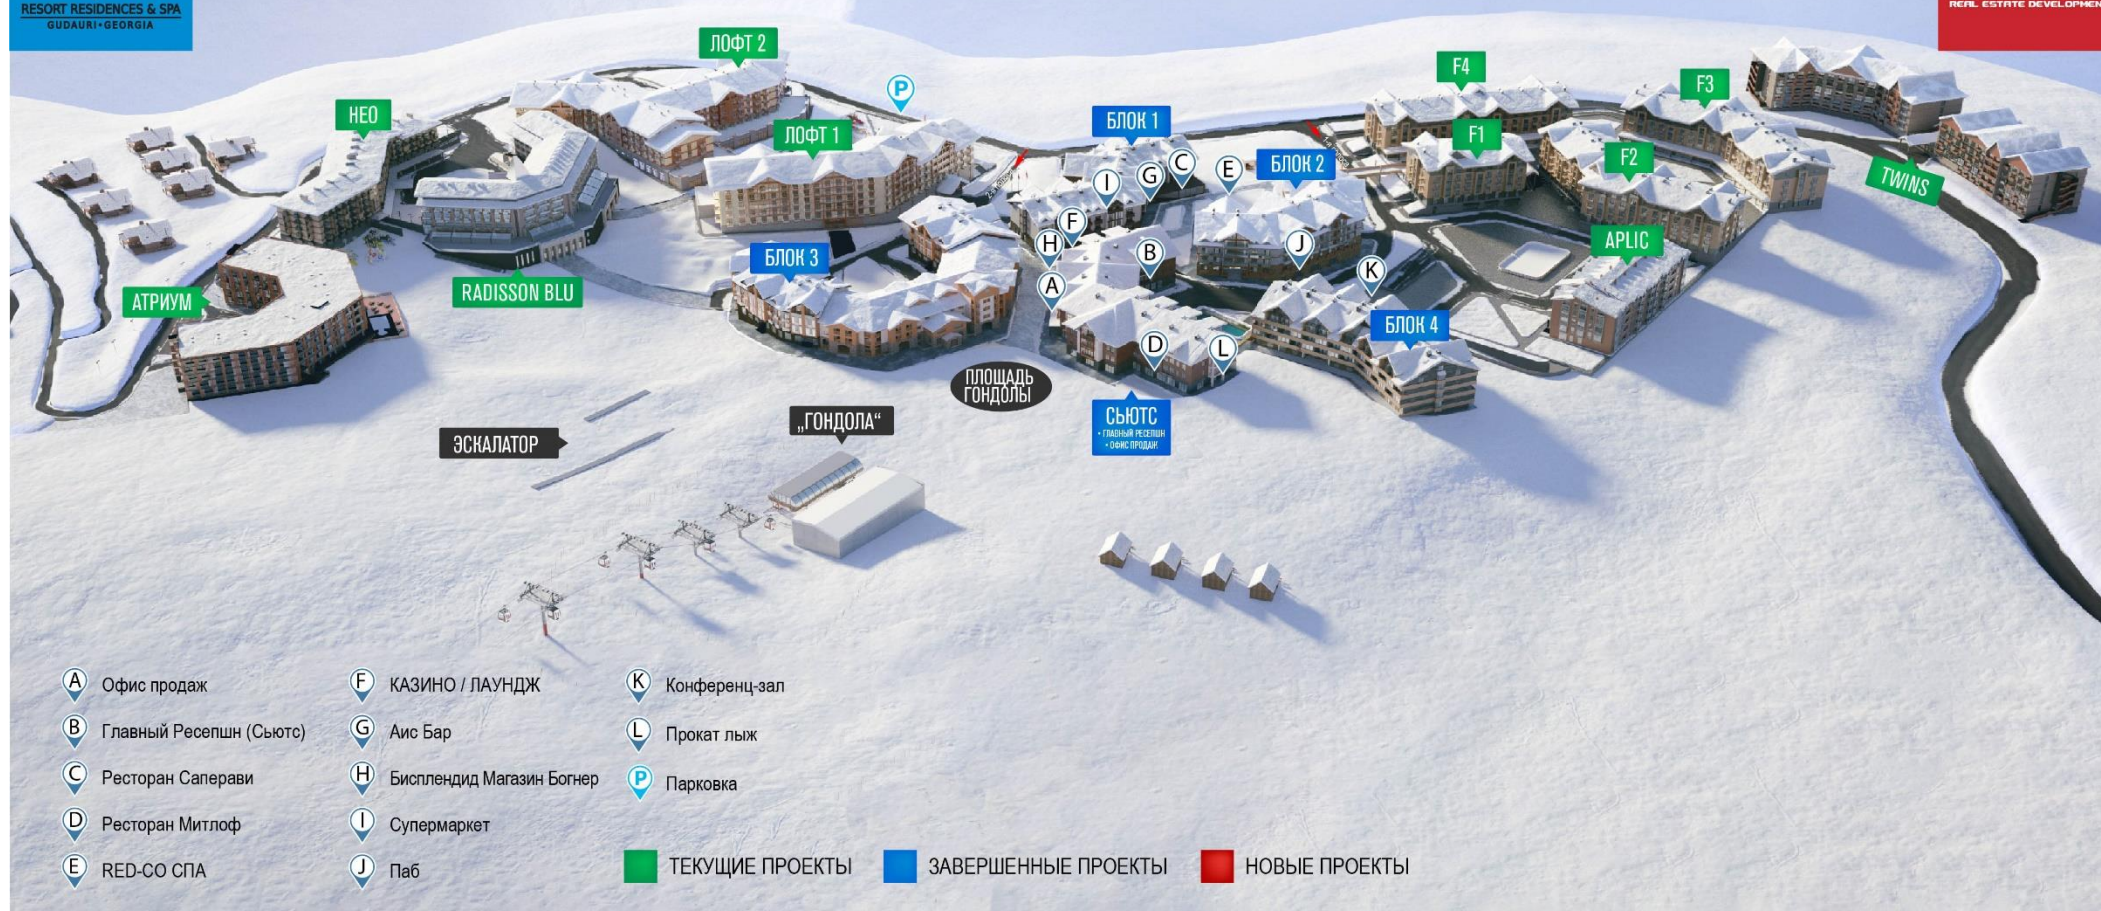 RESORT RESIDENCES & SPA
GUDAURI•GEORGIA
REAL ESTATE DEVELOPMEN
ЛОФТ 2
P
F4
F3
НЕО
ЛОФТ 1
БЛОК 1
F1
БЛОК 2
F2
TWINS
C
G
E
I
F
H
B
J
K
A
APLIC
БЛОК 3
RADISSON BLU
АТРИУМ
БЛОК 4
D
L
ПЛОЩАДЬ
ГОНДОЛЫ
„ГОНДОЛА“
ЭСКАЛАТОР
СЬЮТС
• ГЛАВНЫЙ РЕСЕПШН
• ОФИС ПРОДАЖ
A Офис продаж
B Главный Ресепшн (Сьютс)
C Ресторан Саперави
D Ресторан Митлоф
E RED-CO СПА
F КАЗИНО / ЛАУНДЖ
G Аис Бар
H Бисплендид Магазин Богнер
I Супермаркет
J Паб
K Конференц-зал
L Прокат лыж
P Парковка
ТЕКУЩИЕ ПРОЕКТЫ
ЗАВЕРШЕННЫЕ ПРОЕКТЫ
НОВЫЕ ПРОЕКТЫ